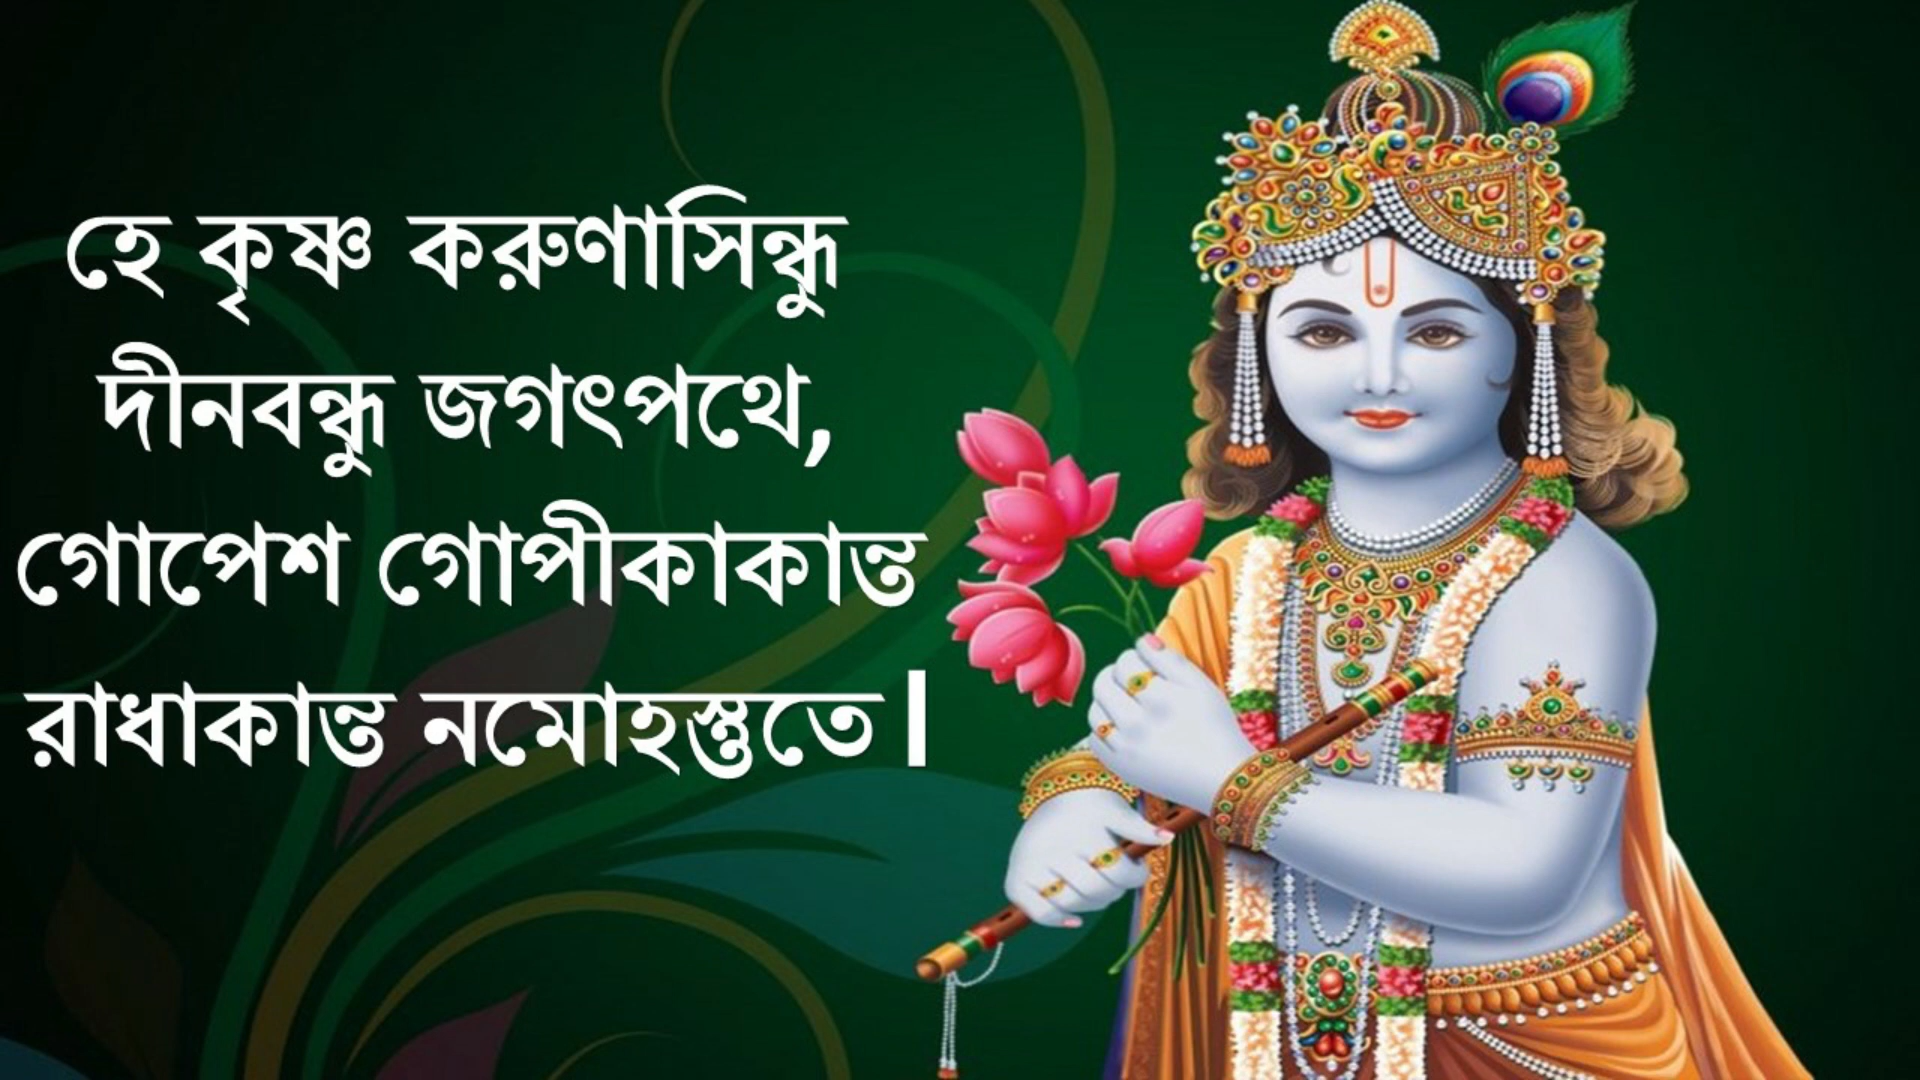 হে কৃষ্ণ করুণাসিন্ধু
দীনবন্ধু জগৎপথে,
গোপেশ গোপীকাকান্ত
রাধাকান্ত নমোহস্তুতে।